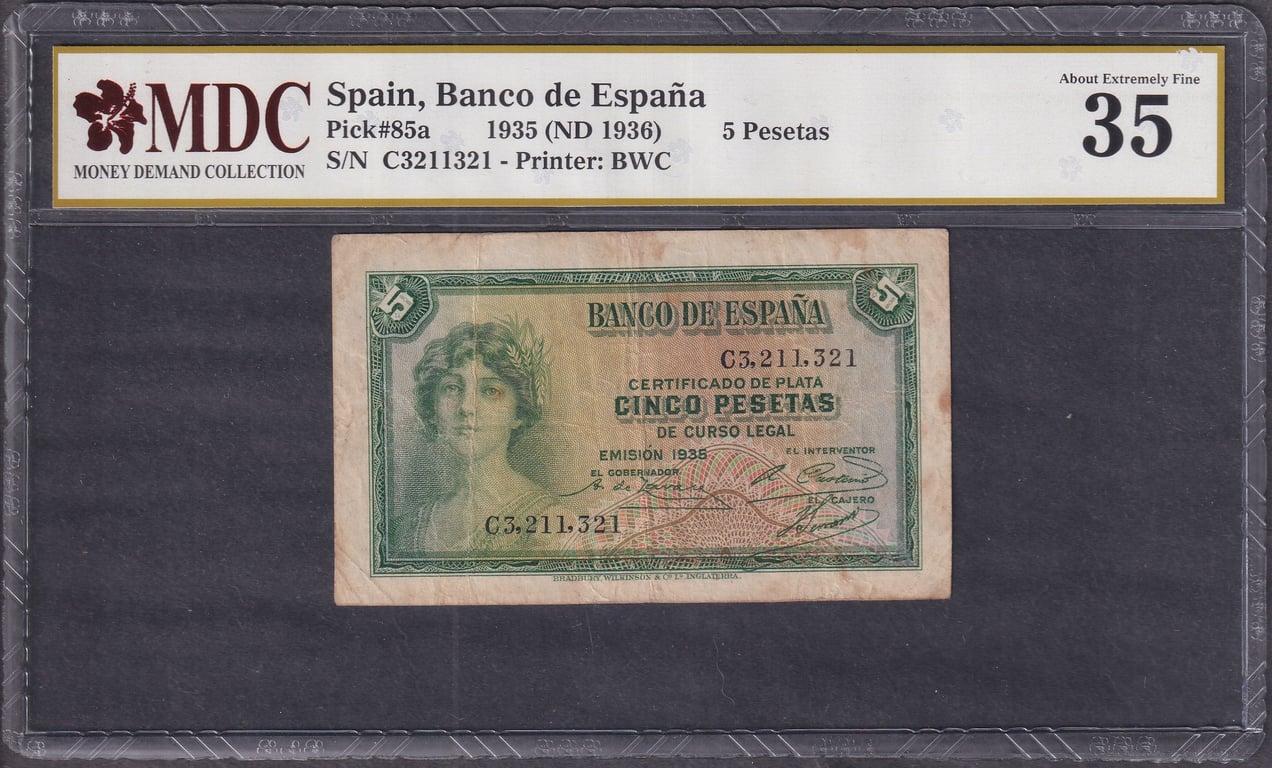 MDC
MONEY DEMAND COLLECTION
Spain, Banco de España
Pick#85a 1935 (ND 1936) 5 Pesetas
S/N C3211321 - Printer: BWC
About Extremely Fine
35
5 5
BANCO DE ESPAÑA
C3,211,321
CERTIFICADO DE PLATA
CINCO PESETAS
DE CURSO LEGAL
EMISIÓN 1935
EL INTERVENTOR
EL GOBERNADOR
EL CAJERO
C3,211,321
BRADBURY, WILKINSON & Cº Lº INGLATERRA.